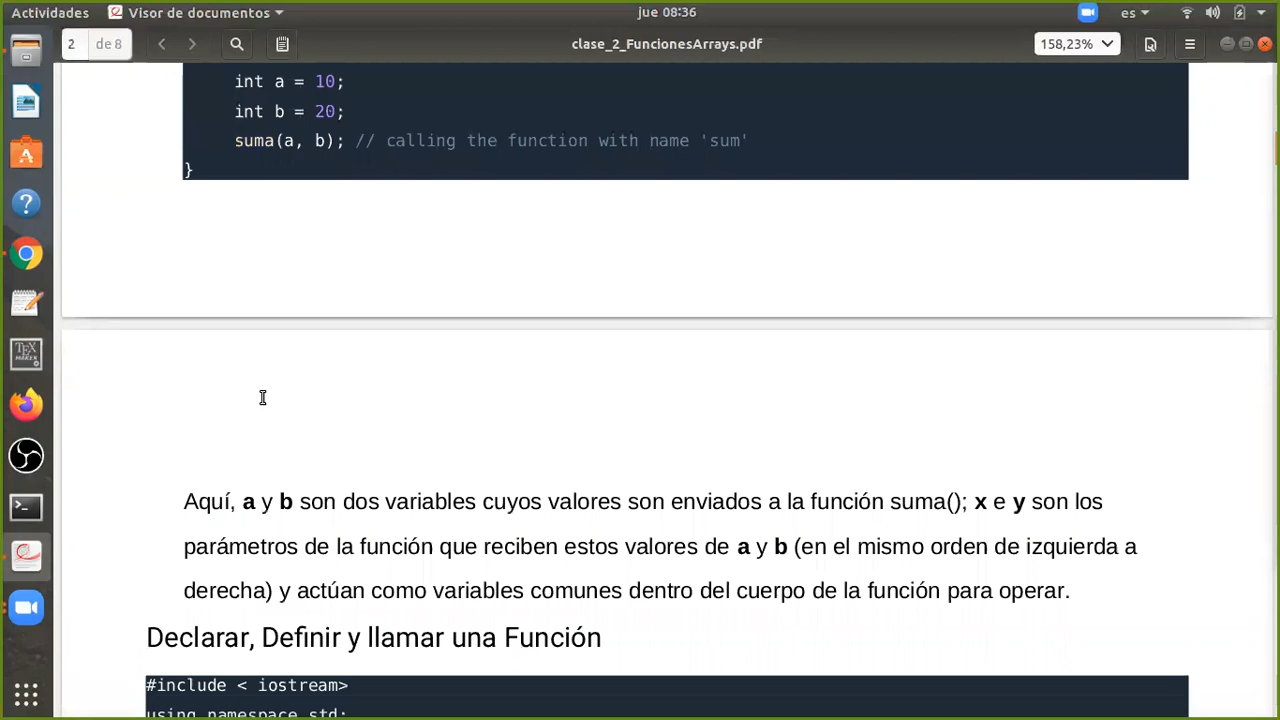 Actividades
Visor de documentos
jue 08:36
es
2
de 8
clase_2_FuncionesArrays.pdf
158,23%
int a = 10;
int b = 20;
suma(a, b); // calling the function with name 'sum'
}
Aquí, a y b son dos variables cuyos valores son enviados a la función suma(); x e y son los
parámetros de la función que reciben estos valores de a y b (en el mismo orden de izquierda a
derecha) y actúan como variables comunes dentro del cuerpo de la función para operar.
Declarar, Definir y llamar una Función
#include < iostream>
using namespace std;